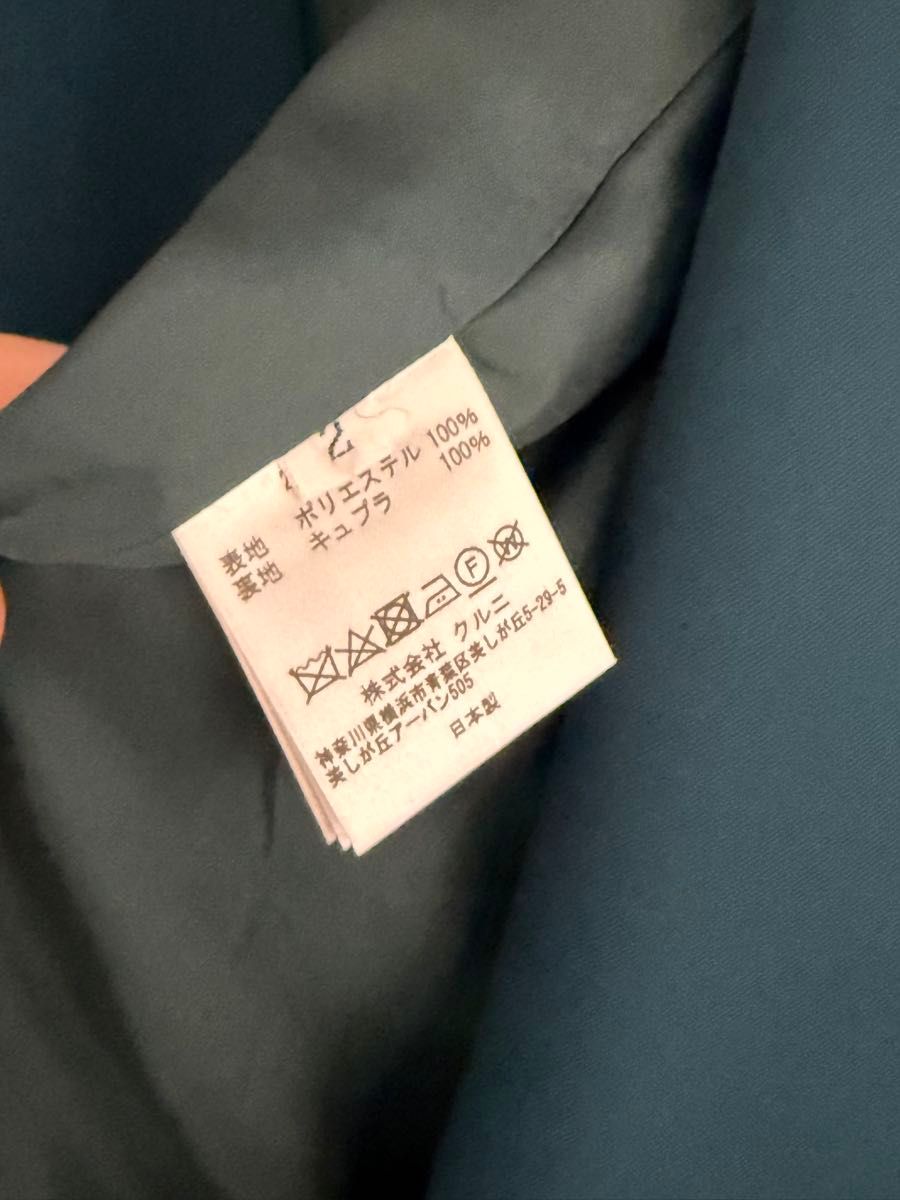 2
表地 ポリエステル 100%
裏地 キュプラ 100%
F W
株式会社 クルニ
神奈川県横浜市青葉区美しが丘5-29-5
美しが丘アーバン505
日本製